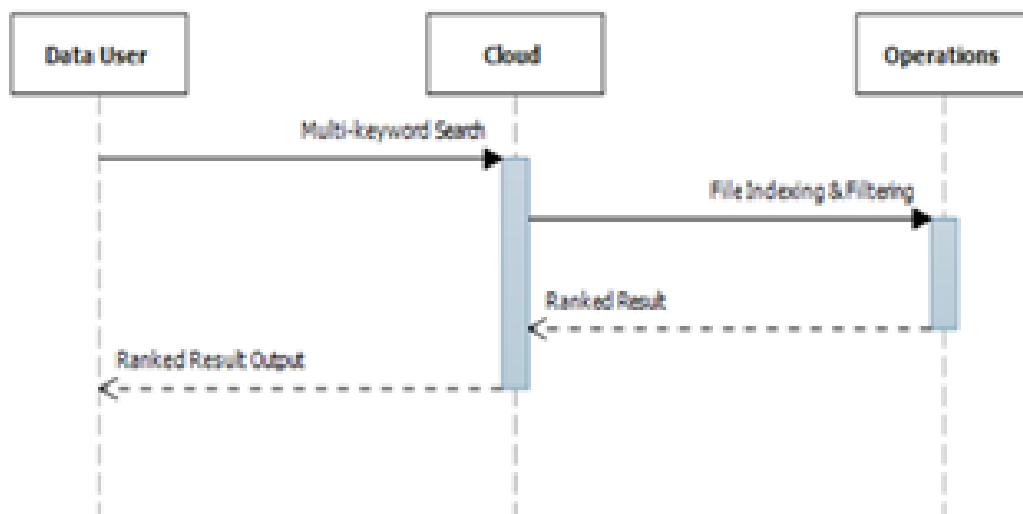 Data User
Cloud
Operations
Multi-keyword Search
File Indexing & Filtering
Ranked Result
Ranked Result Output